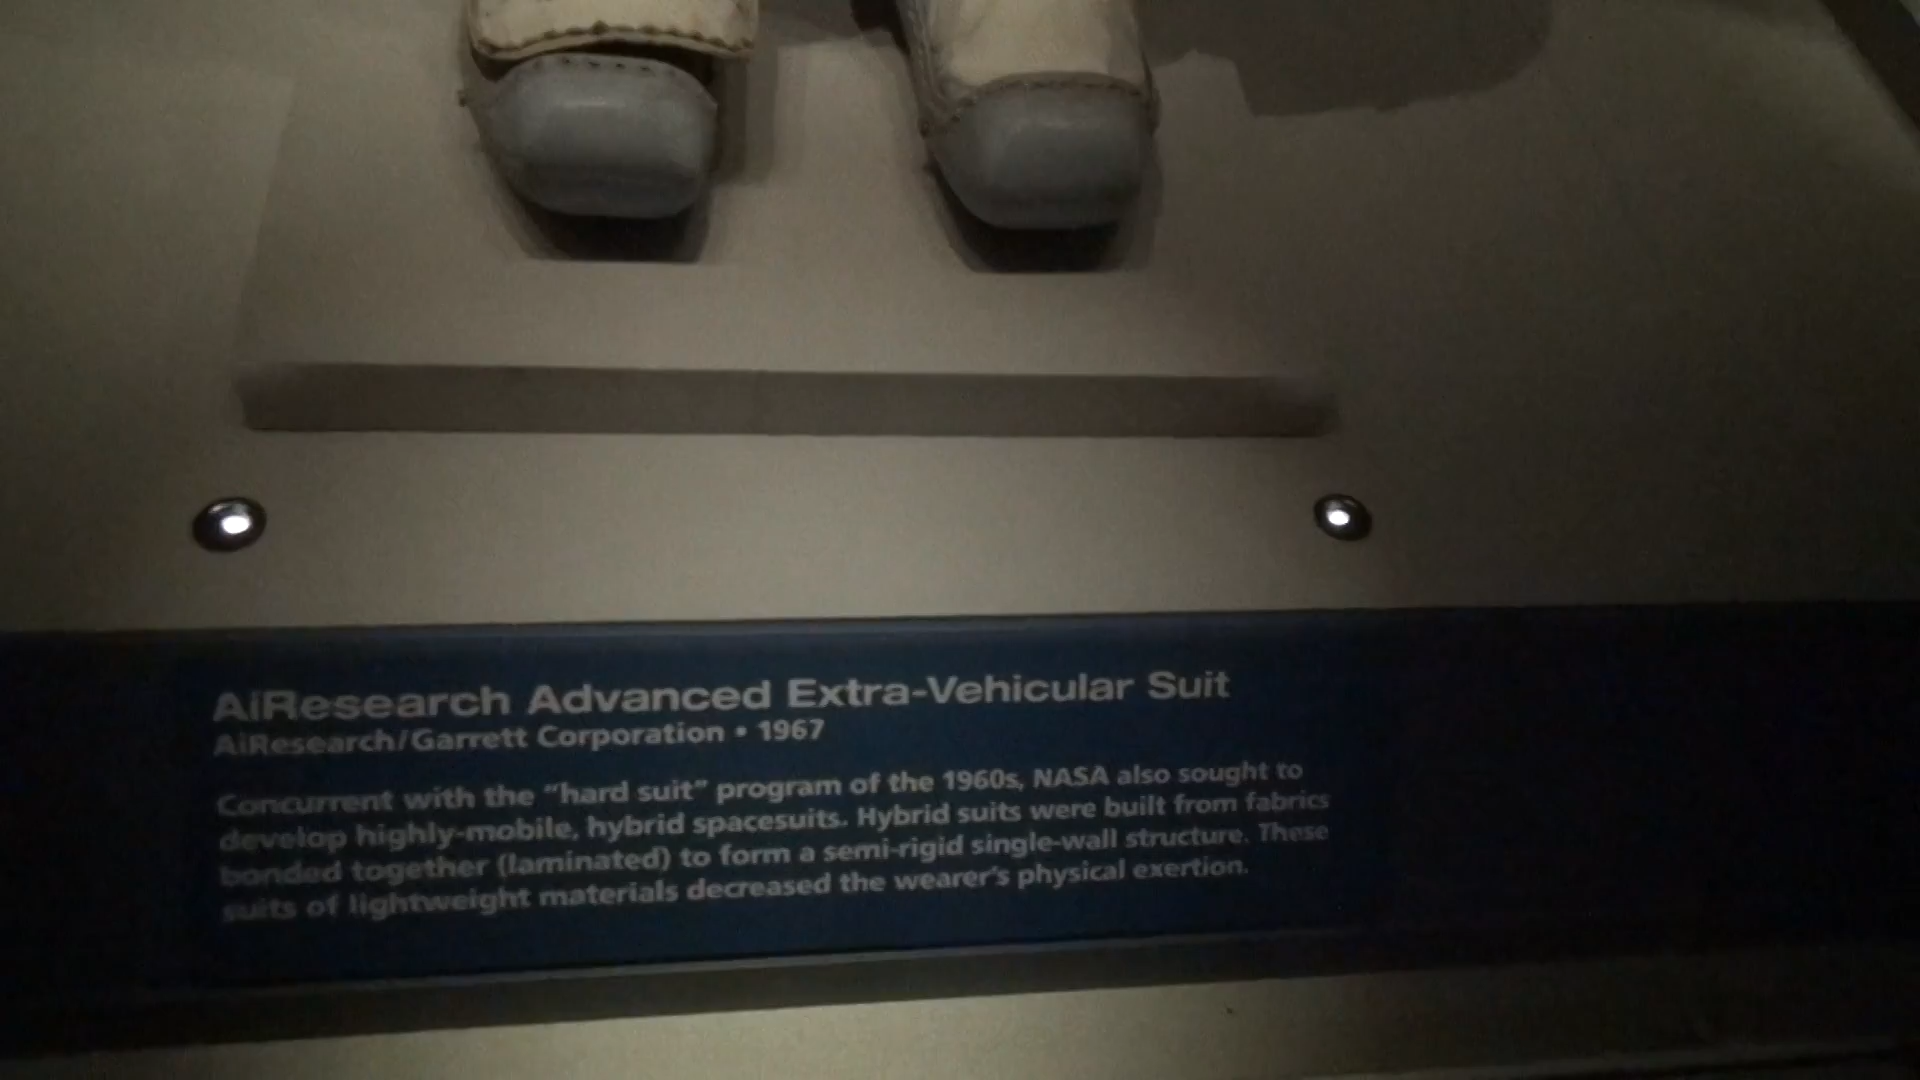 AiResearch Advanced Extra-Vehicular Suit
AiResearch/Garrett Corporation • 1967
Concurrent with the "hard suit" program of the 1960s, NASA also sought to
develop highly-mobile, hybrid spacesuits. Hybrid suits were built from fabrics
bonded together (laminated) to form a semi-rigid single-wall structure. These
suits of lightweight materials decreased the wearer's physical exertion.